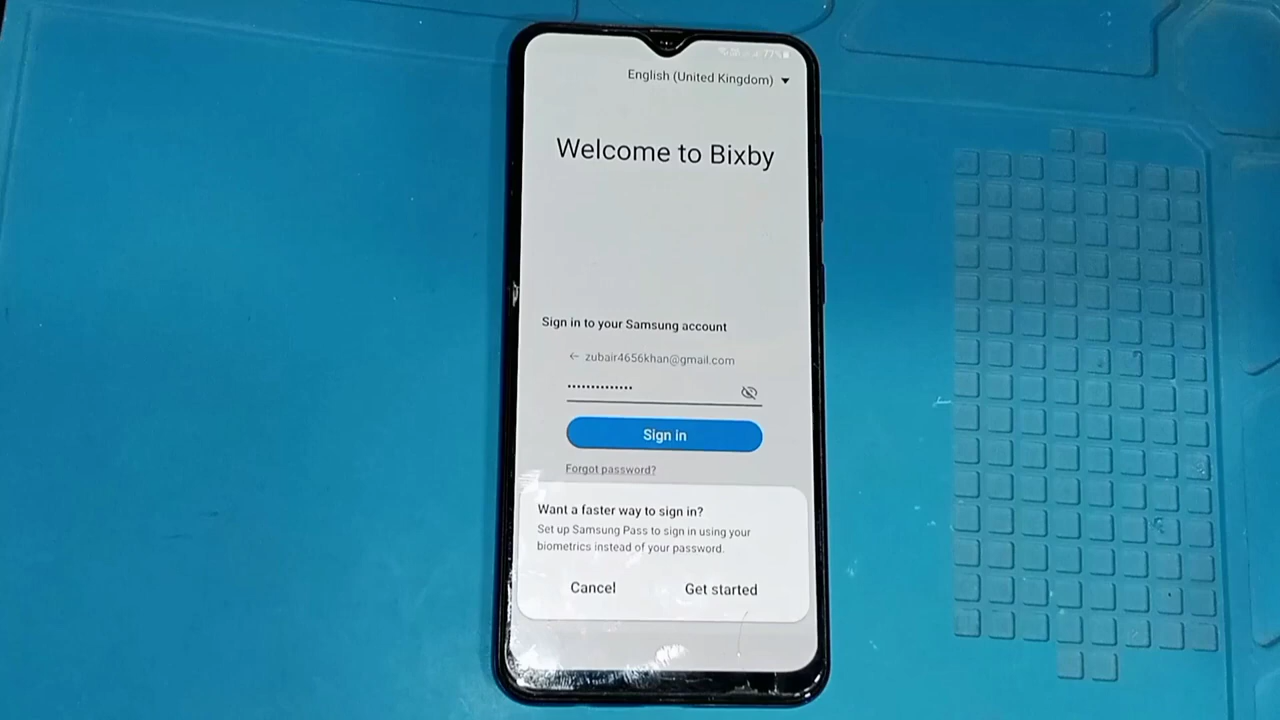 77%
English (United Kingdom)
Welcome to Bixby
Sign in to your Samsung account
← zubair4656khan@gmail.com
••••••••••••••
Sign in
Forgot password?
Want a faster way to sign in?
Set up Samsung Pass to sign in using your
biometrics instead of your password.
Cancel
Get started